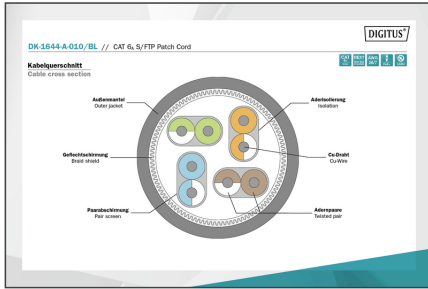 DIGITUS®
DK-1644-A-010/BL // CAT 6A S/FTP Patch Cord
Kabelquerschnitt
Cable cross section
Außenmantel
Outer jacket
Aderisolierung
Isolation
Geflechtschirmung
Braid shield
Cu-Draht
Cu-Wire
Paarabschirmung
Pair screen
Adernpaare
Twisted pair